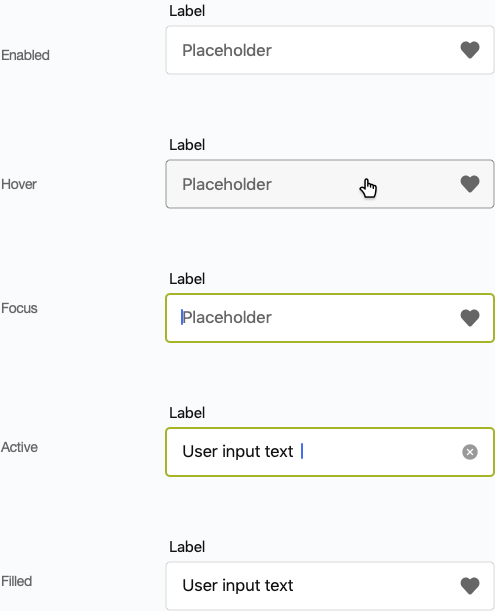 Label
Enabled
Placeholder
Label
Hover
Placeholder
Label
Focus
Placeholder
Label
Active
User input text
Label
Filled
User input text